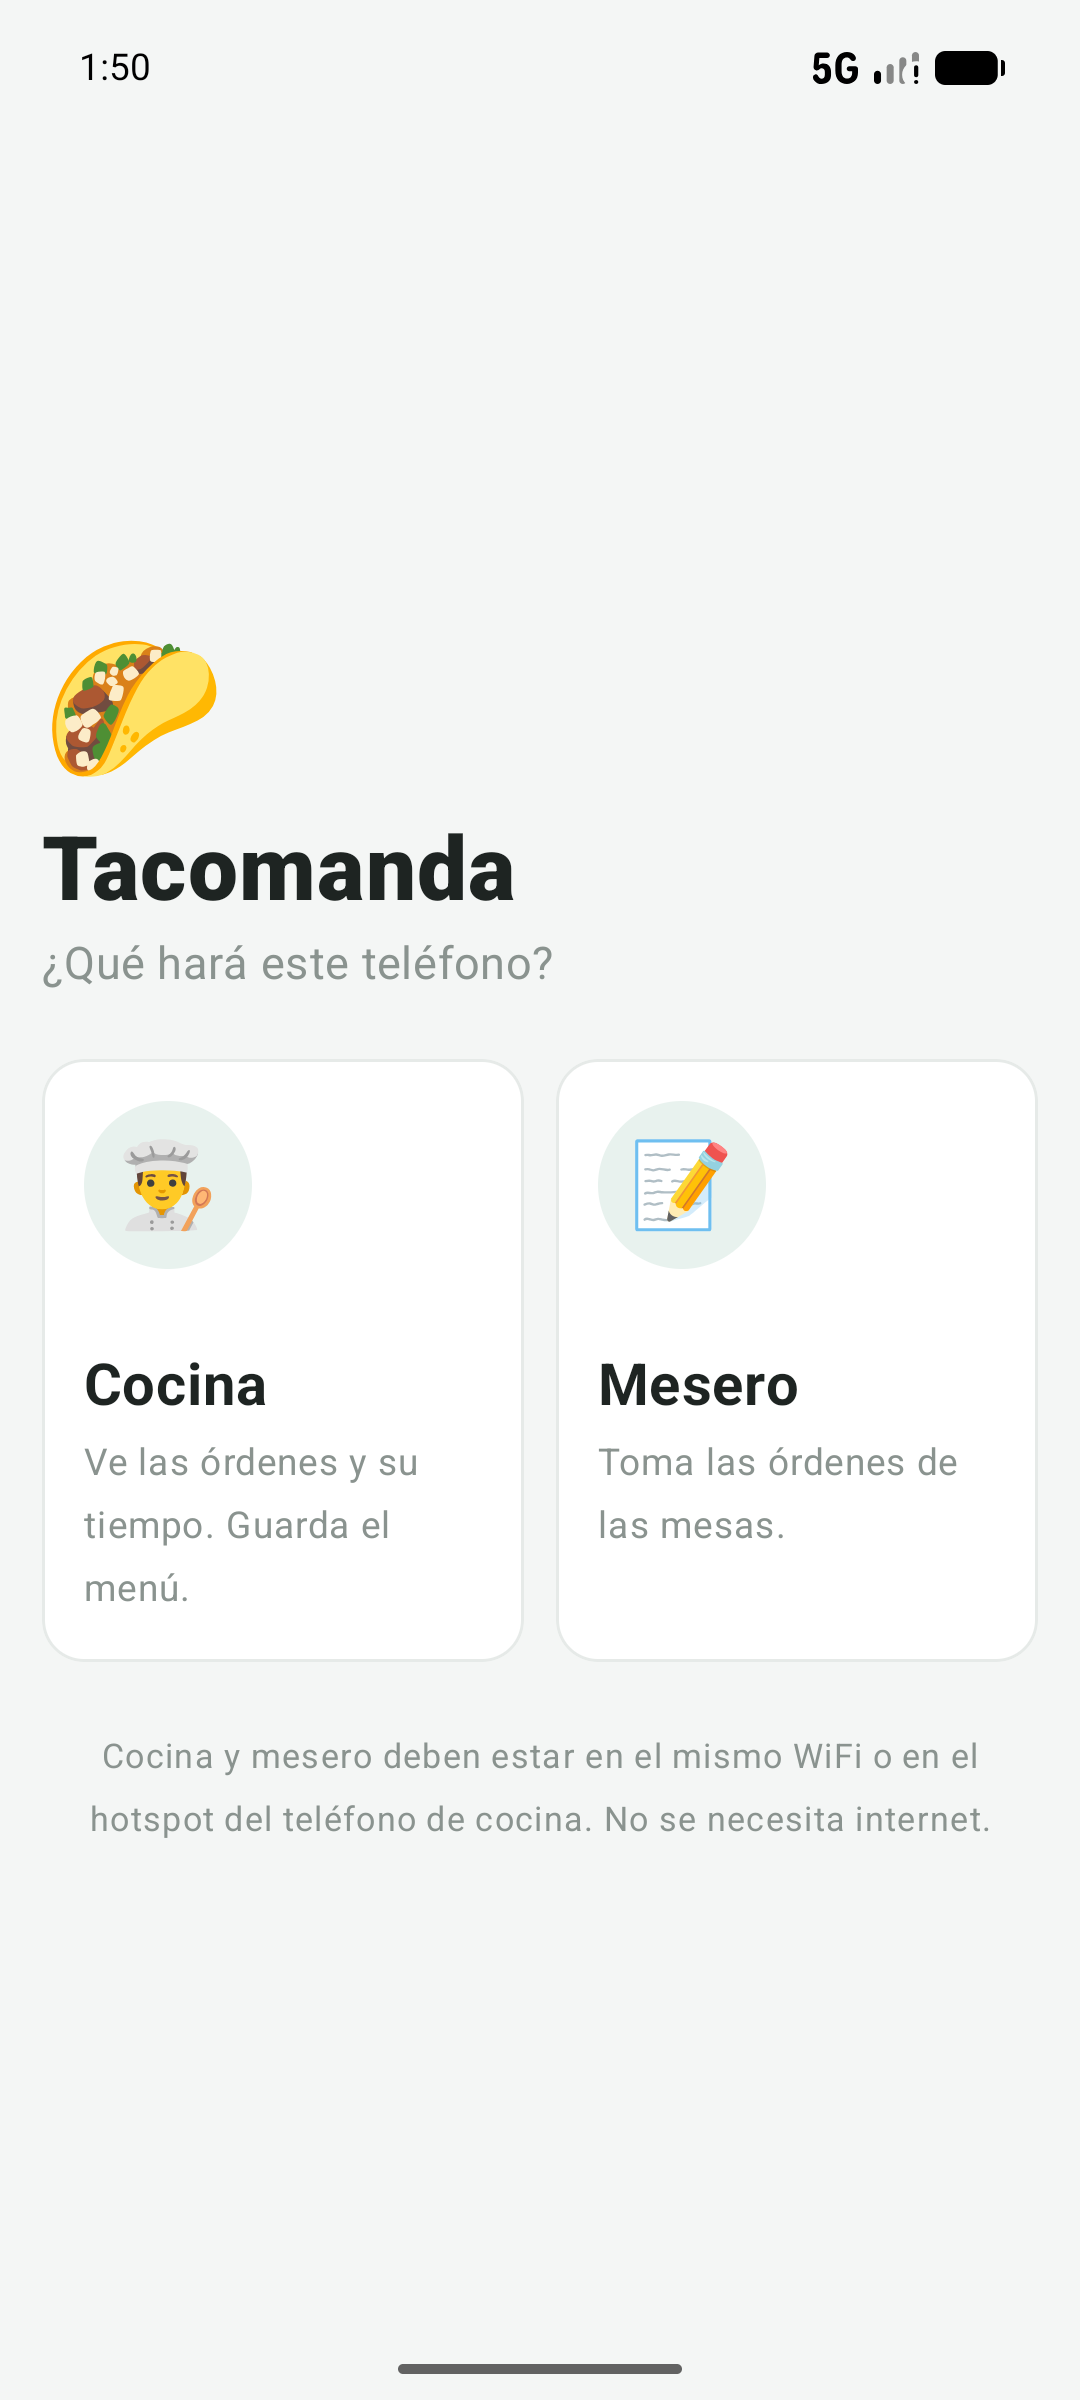 1:50
5G
Tacomanda
¿Qué hará este teléfono?
Cocina
Ve las órdenes y su
tiempo. Guarda el
menú.
Mesero
Toma las órdenes de
las mesas.
Cocina y mesero deben estar en el mismo WiFi o en el
hotspot del teléfono de cocina. No se necesita internet.